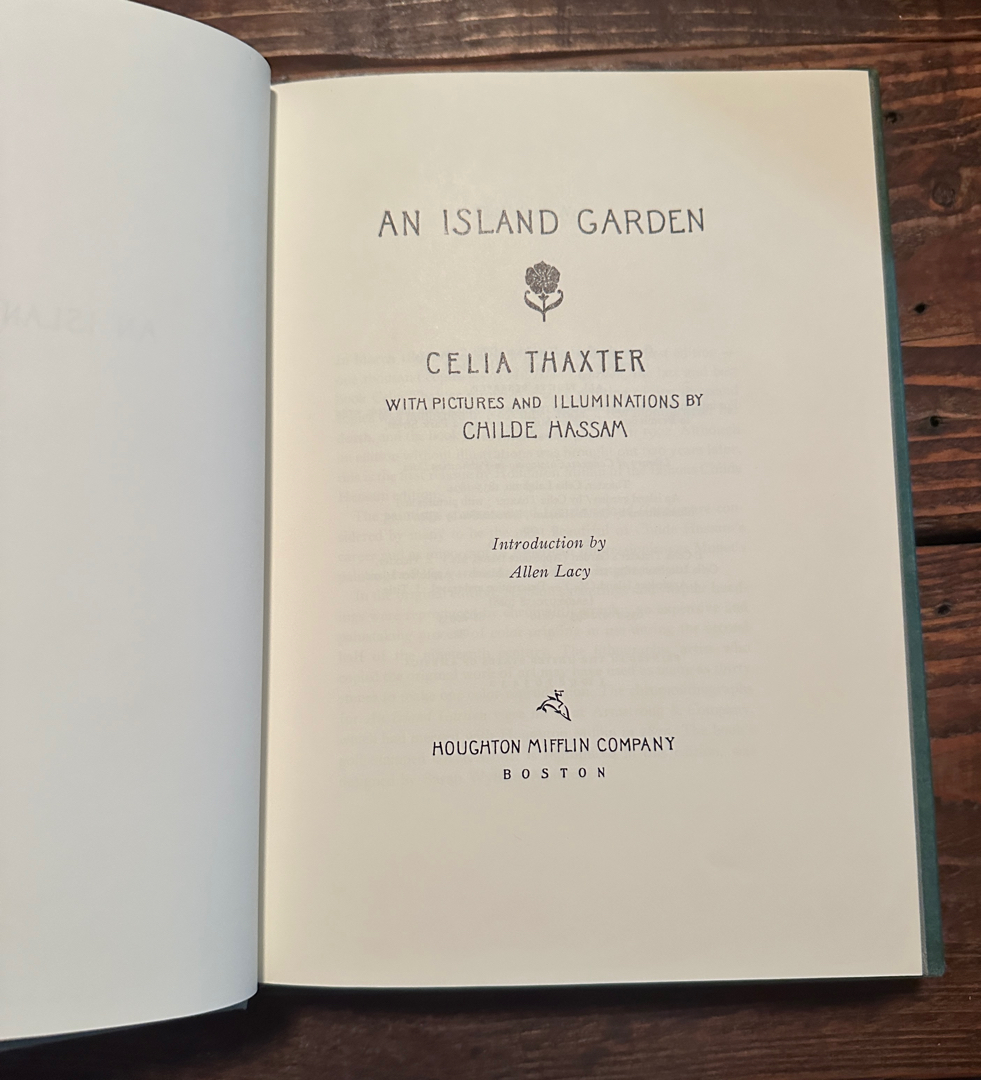 AN ISLAND GARDEN
CELIA THAXTER
WITH PICTURES AND ILLUMINATIONS BY
CHILDE HASSAM
Introduction by
Allen Lacy
HOUGHTON MIFFLIN COMPANY
BOSTON